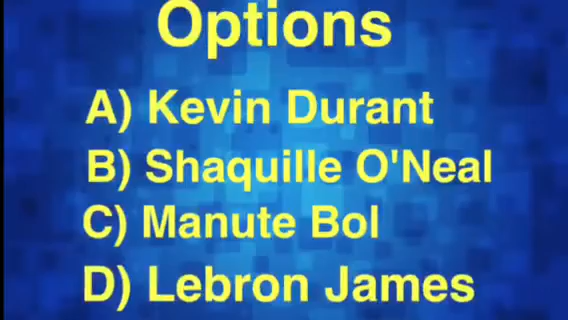 Options
A) Kevin Durant
B) Shaquille O'Neal
C) Manute Bol
D) Lebron James